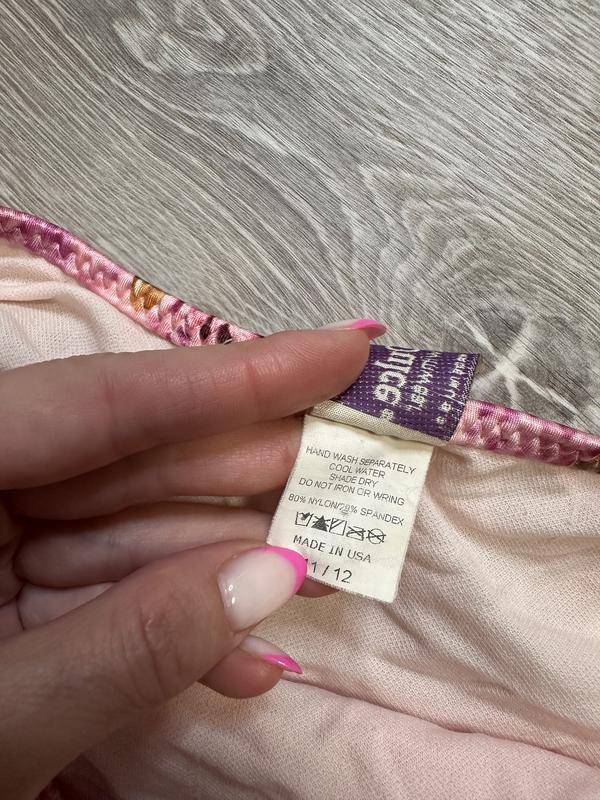 HAND WASH SEPARATELY
COOL WATER
SHADE DRY
DO NOT IRON OR WRING
80% NYLON/20% SPANDEX
MADE IN USA
11 / 12